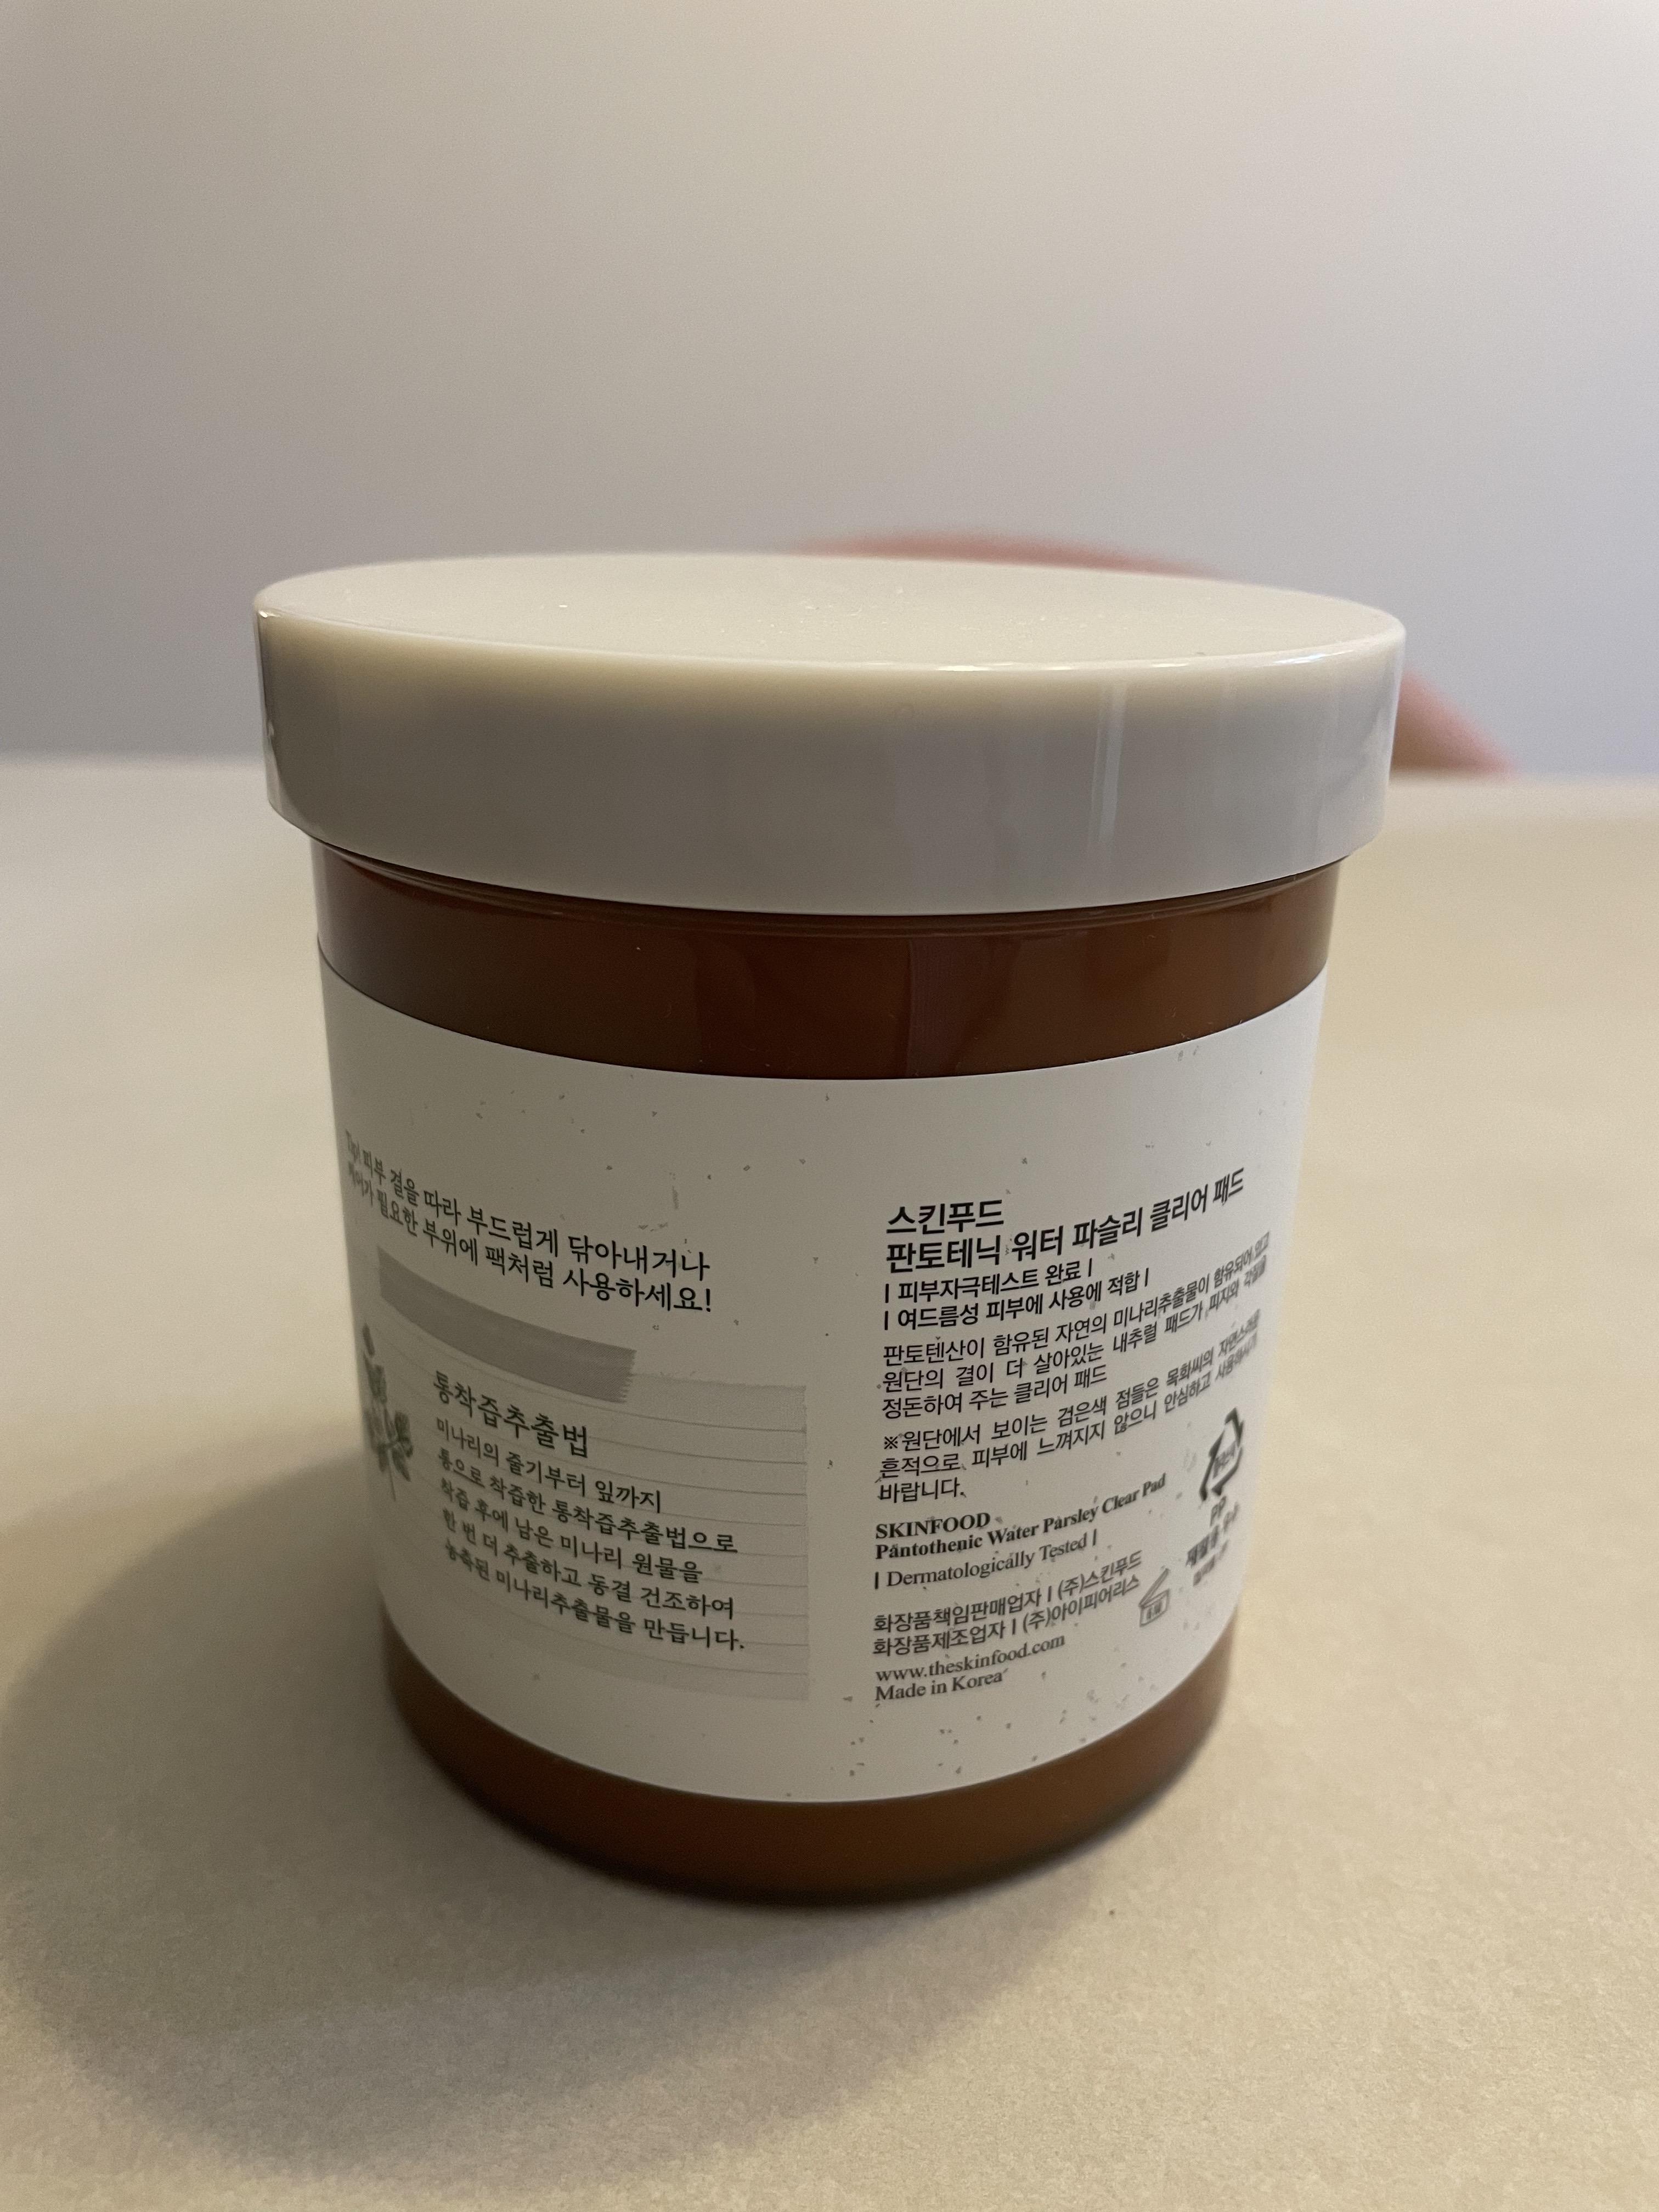 Tip! 피부 결을 따라 부드럽게 닦아내거나
케어가 필요한 부위에 팩처럼 사용하세요!
통착즙추출법
미나리의 줄기부터 잎까지
통으로 착즙한 통착즙추출법으로
착즙 후에 남은 미나리 원물을
한 번 더 추출하고 동결 건조하여
농축된 미나리추출물을 만듭니다.
스킨푸드
판토테닉 워터 파슬리 클리어 패드
| 피부자극테스트 완료 |
| 여드름성 피부에 사용에 적합 |
판토텐산이 함유된 자연의 미나리추출물이 함유되어 있고
원단의 결이 더 살아있는 내추럴 패드가 피지와 각질을
정돈하여 주는 클리어 패드
※원단에서 보이는 검은색 점들은 목화씨의 자연스러운
흔적으로 피부에 느껴지지 않으니 안심하고 사용하시기
바랍니다.
SKINFOOD
Pantothenic Water Parsley Clear Pad
| Dermatologically Tested |
화장품책임판매업자 | (주)스킨푸드
화장품제조업자 | (주)아이피어리스
www.theskinfood.com
Made in Korea
PP